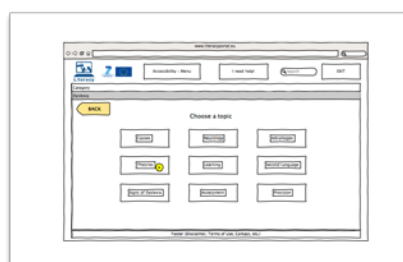 www.literacyportal.eu
Literacy
Accessibility - Menu
I need help!
Search
EXIT
Category
Dyslexia
BACK
Choose a topic
Causes
Neurology
Advantages
Theories
Learning
Second Language
Signs of Dyslexia
Assessment
Provision
Footer (Disclaimer, Terms of use, Contact, etc.)